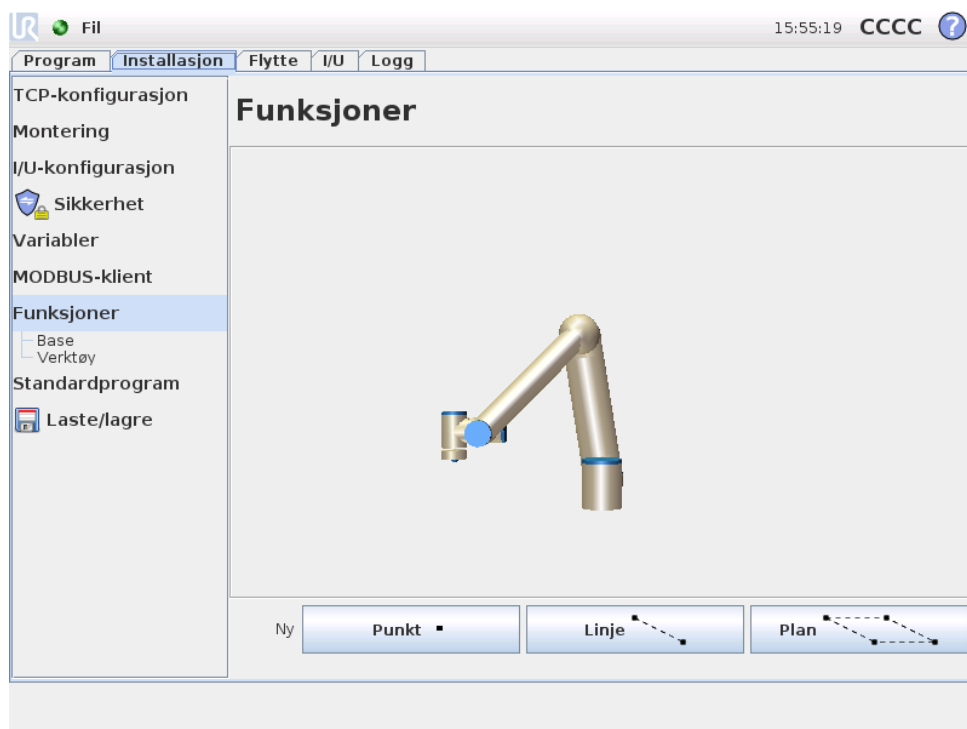 UR Fil 15:55:19 CCCC ?
Program Installasjon Flytte I/U Logg
TCP-konfigurasjon
Montering
I/U-konfigurasjon
Sikkerhet
Variabler
MODBUS-klient
Funksjoner
Base
Verktøy
Standardprogram
Laste/lagre
Funksjoner
Ny Punkt Linje Plan